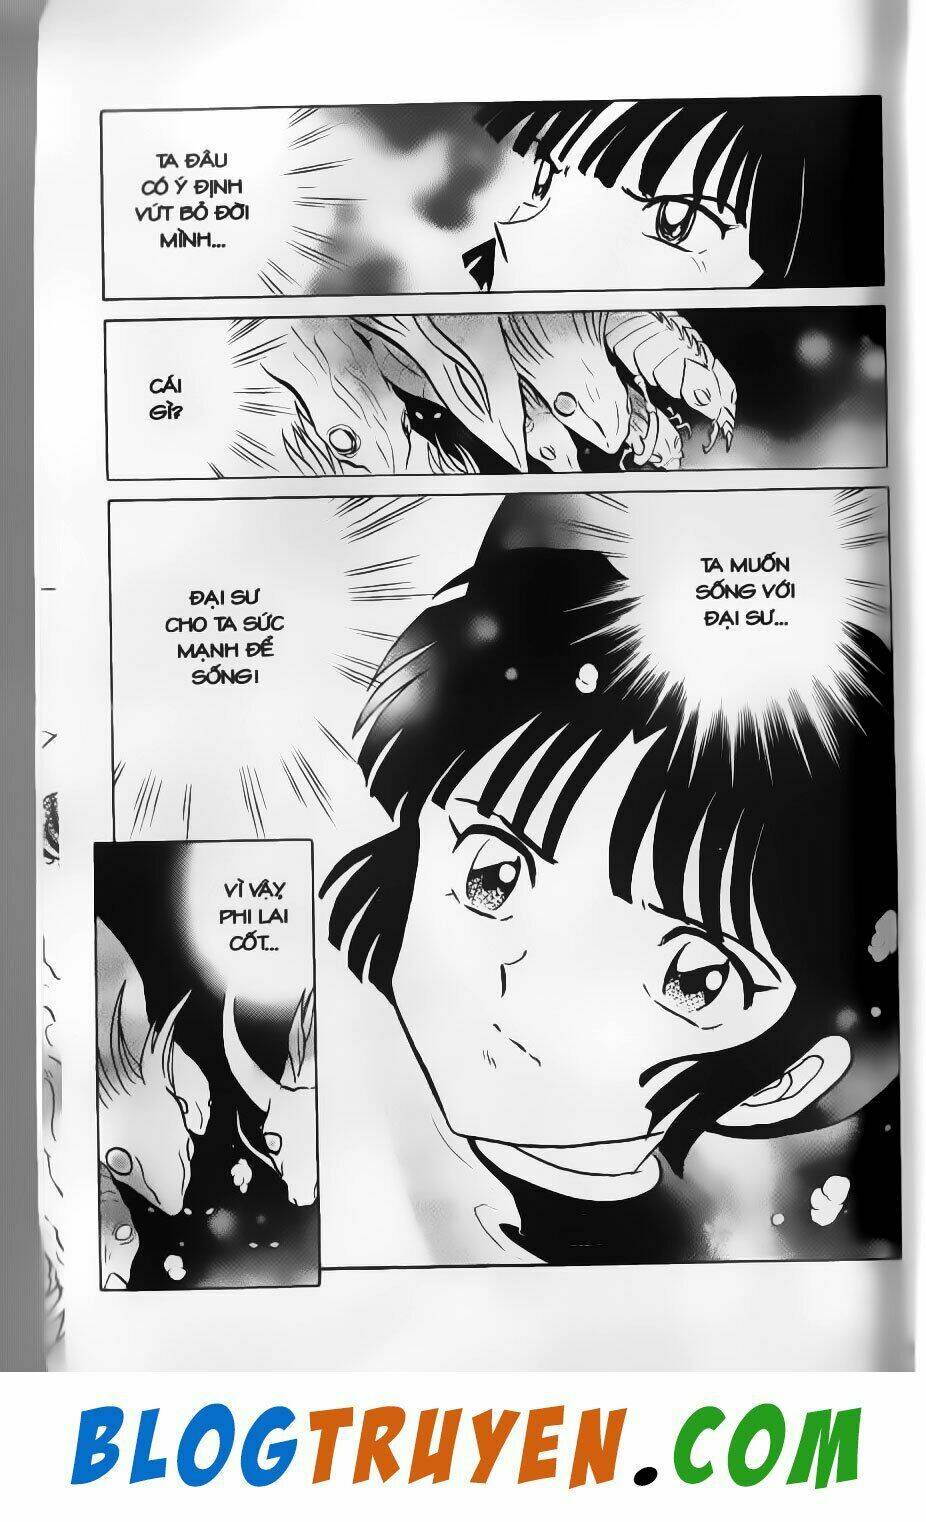 TA ĐÂU
CÓ Ý ĐỊNH
VỨT BỎ ĐỜI
MÌNH...
CÁI
GÌ?
TA MUỐN
SỐNG VỚI
ĐẠI SƯ...
ĐẠI SƯ
CHO TA SỨC
MẠNH ĐỂ
SỐNG!
VÌ VẬY,
PHI LAI
CỐT...
BLOGTRUYEN.COM